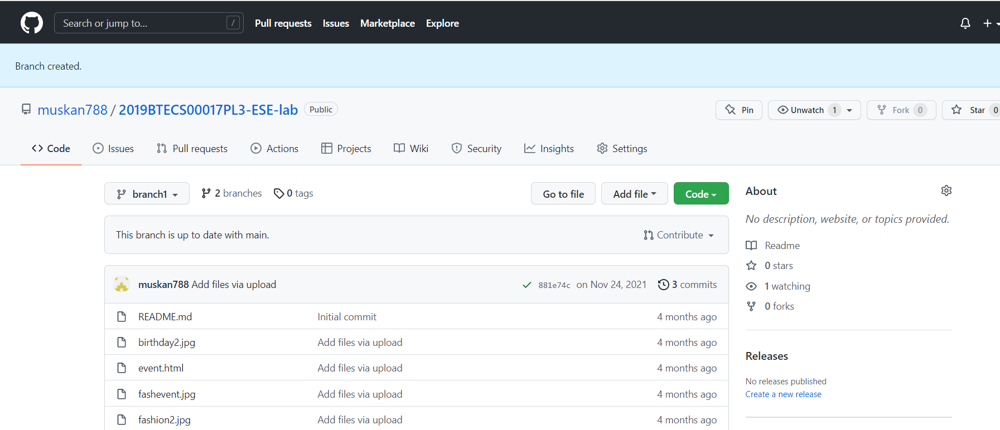 Search or jump to... / Pull requests Issues Marketplace Explore
Branch created.
muskan788 / 2019BTECS00017PL3-ESE-lab Public Pin Unwatch 1 Fork 0 Star 0
Code Issues Pull requests Actions Projects Wiki Security Insights Settings
branch1 2 branches 0 tags Go to file Add file Code
This branch is up to date with main. Contribute
muskan788 Add files via upload 881e74c on Nov 24, 2021 3 commits
README.md Initial commit 4 months ago
birthday2.jpg Add files via upload 4 months ago
event.html Add files via upload 4 months ago
fashevent.jpg Add files via upload 4 months ago
fashion2.jpg Add files via upload 4 months ago
About
No description, website, or topics provided.
Readme
0 stars
1 watching
0 forks
Releases
No releases published
Create a new release